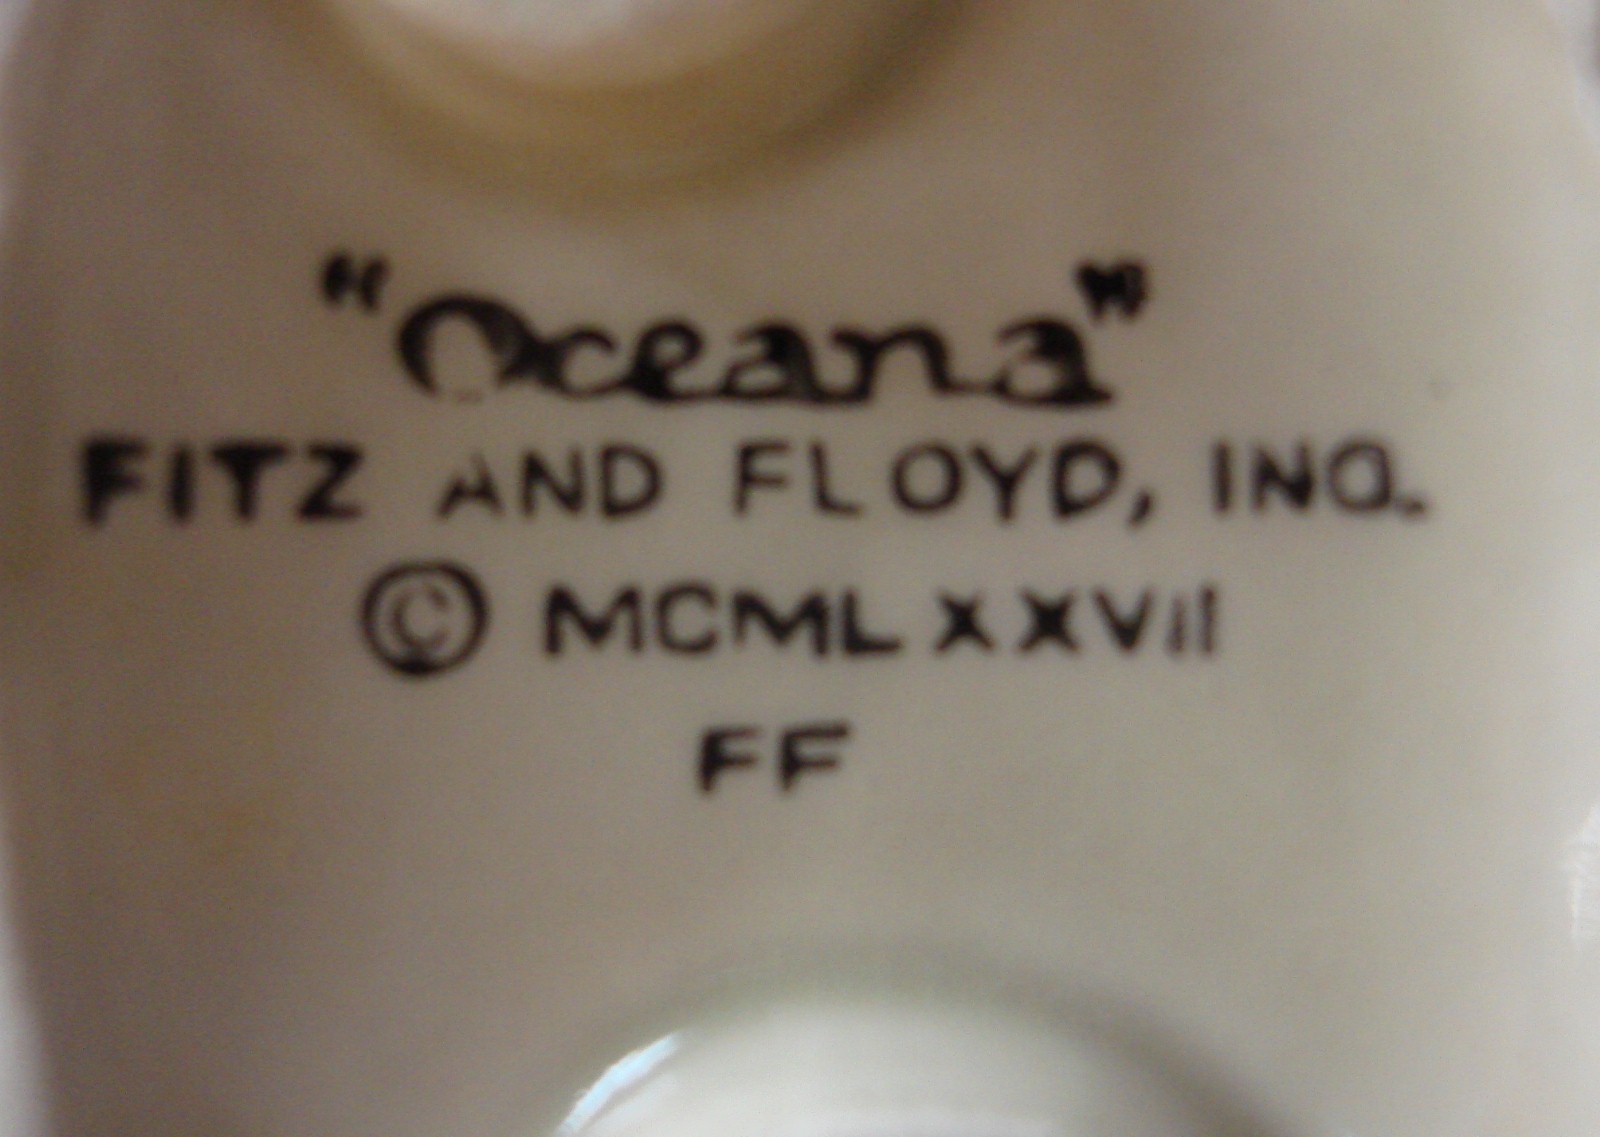 "Oceana"
FITZ AND FLOYD, INC.
© MCMLXXVII
FF